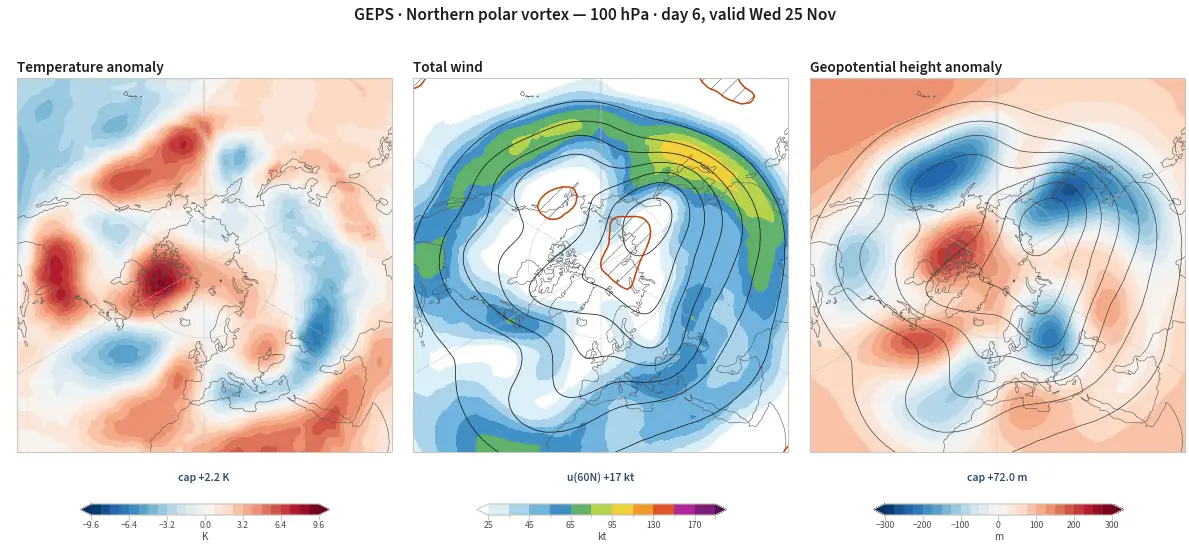 GEPS · Northern polar vortex — 100 hPa · day 6, valid Wed 25 Nov
Temperature anomaly
Total wind
Geopotential height anomaly
cap +2.2 K
u(60N) +17 kt
cap +72.0 m
−9.6 −6.4 −3.2 0.0 3.2 6.4 9.6
K
25 45 65 95 130 170
kt
−300 −200 −100 0 100 200 300
m